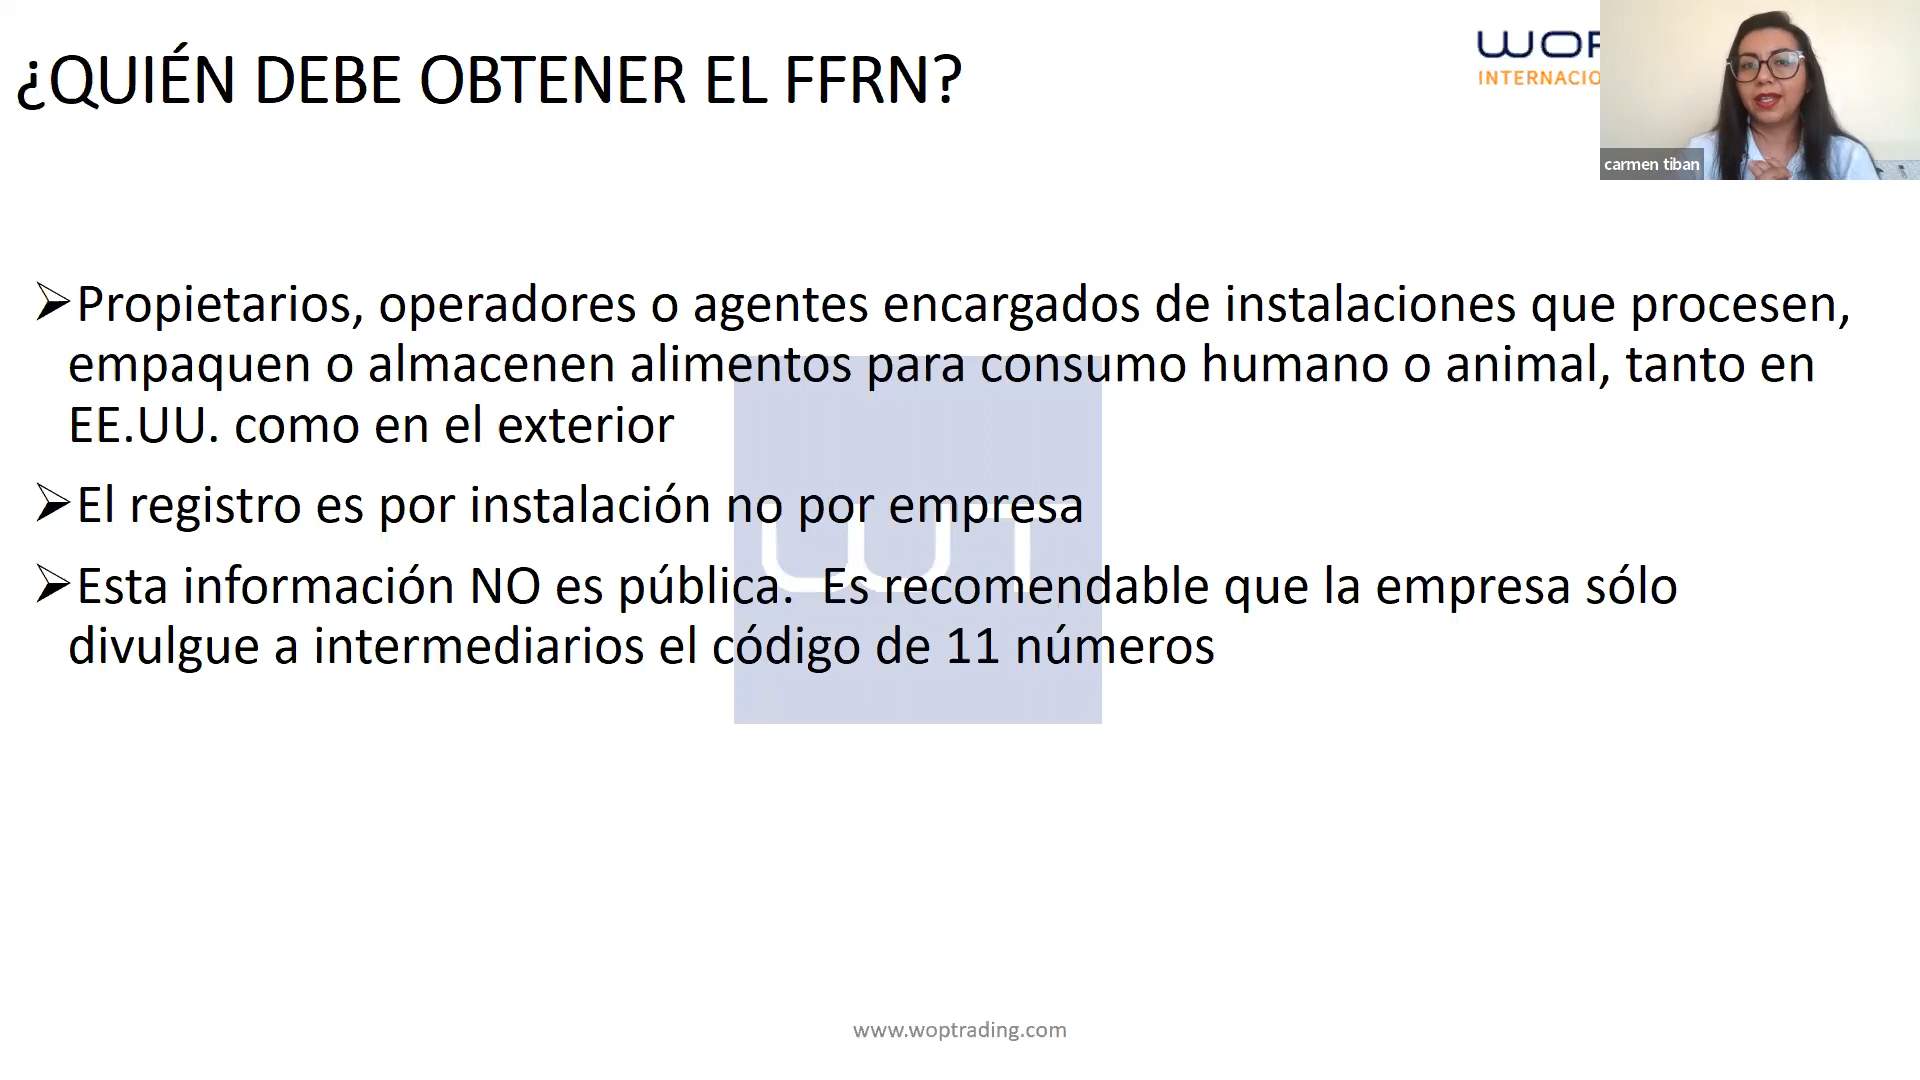 ¿QUIÉN DEBE OBTENER EL FFRN?
INTERNACIO
carmen tiban
➢Propietarios, operadores o agentes encargados de instalaciones que procesen,
empaquen o almacenen alimentos para consumo humano o animal, tanto en
EE.UU. como en el exterior
➢El registro es por instalación no por empresa
➢Esta información NO es pública.  Es recomendable que la empresa sólo
divulgue a intermediarios el código de 11 números
www.woptrading.com